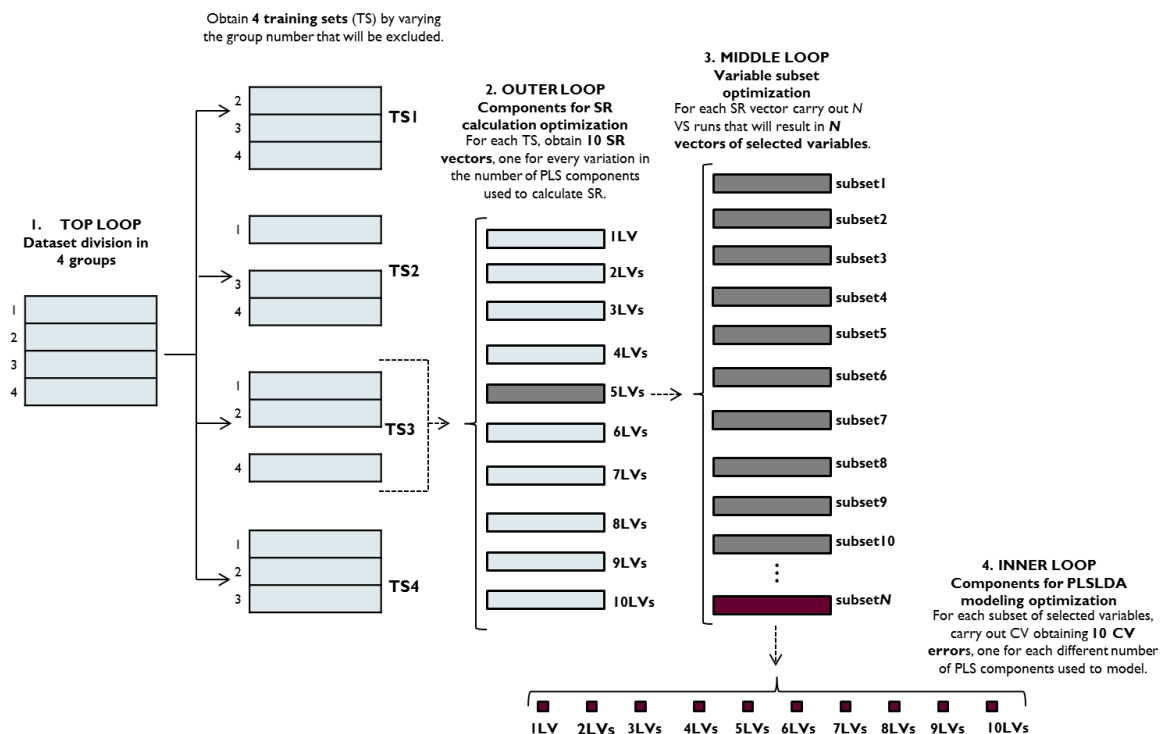 Obtain 4 training sets (TS) by varying
the group number that will be excluded.
1. TOP LOOP
Dataset division in
4 groups
1
2
3
4
2
3
4
TS1
1
3
4
TS2
1
2
4
TS3
1
2
3
TS4
2. OUTER LOOP
Components for SR
calculation optimization
For each TS, obtain 10 SR
vectors, one for every variation in
the number of PLS components
used to calculate SR.
1LV
2LVs
3LVs
4LVs
5LVs
6LVs
7LVs
8LVs
9LVs
10LVs
3. MIDDLE LOOP
Variable subset
optimization
For each SR vector carry out N
VS runs that will result in N
vectors of selected variables.
subset1
subset2
subset3
subset4
subset5
subset6
subset7
subset8
subset9
subset10
subsetN
4. INNER LOOP
Components for PLSLDA
modeling optimization
For each subset of selected variables,
carry out CV obtaining 10 CV
errors, one for each different number
of PLS components used to model.
1LV 2LVs 3LVs 4LVs 5LVs 6LVs 7LVs 8LVs 9LVs 10LVs